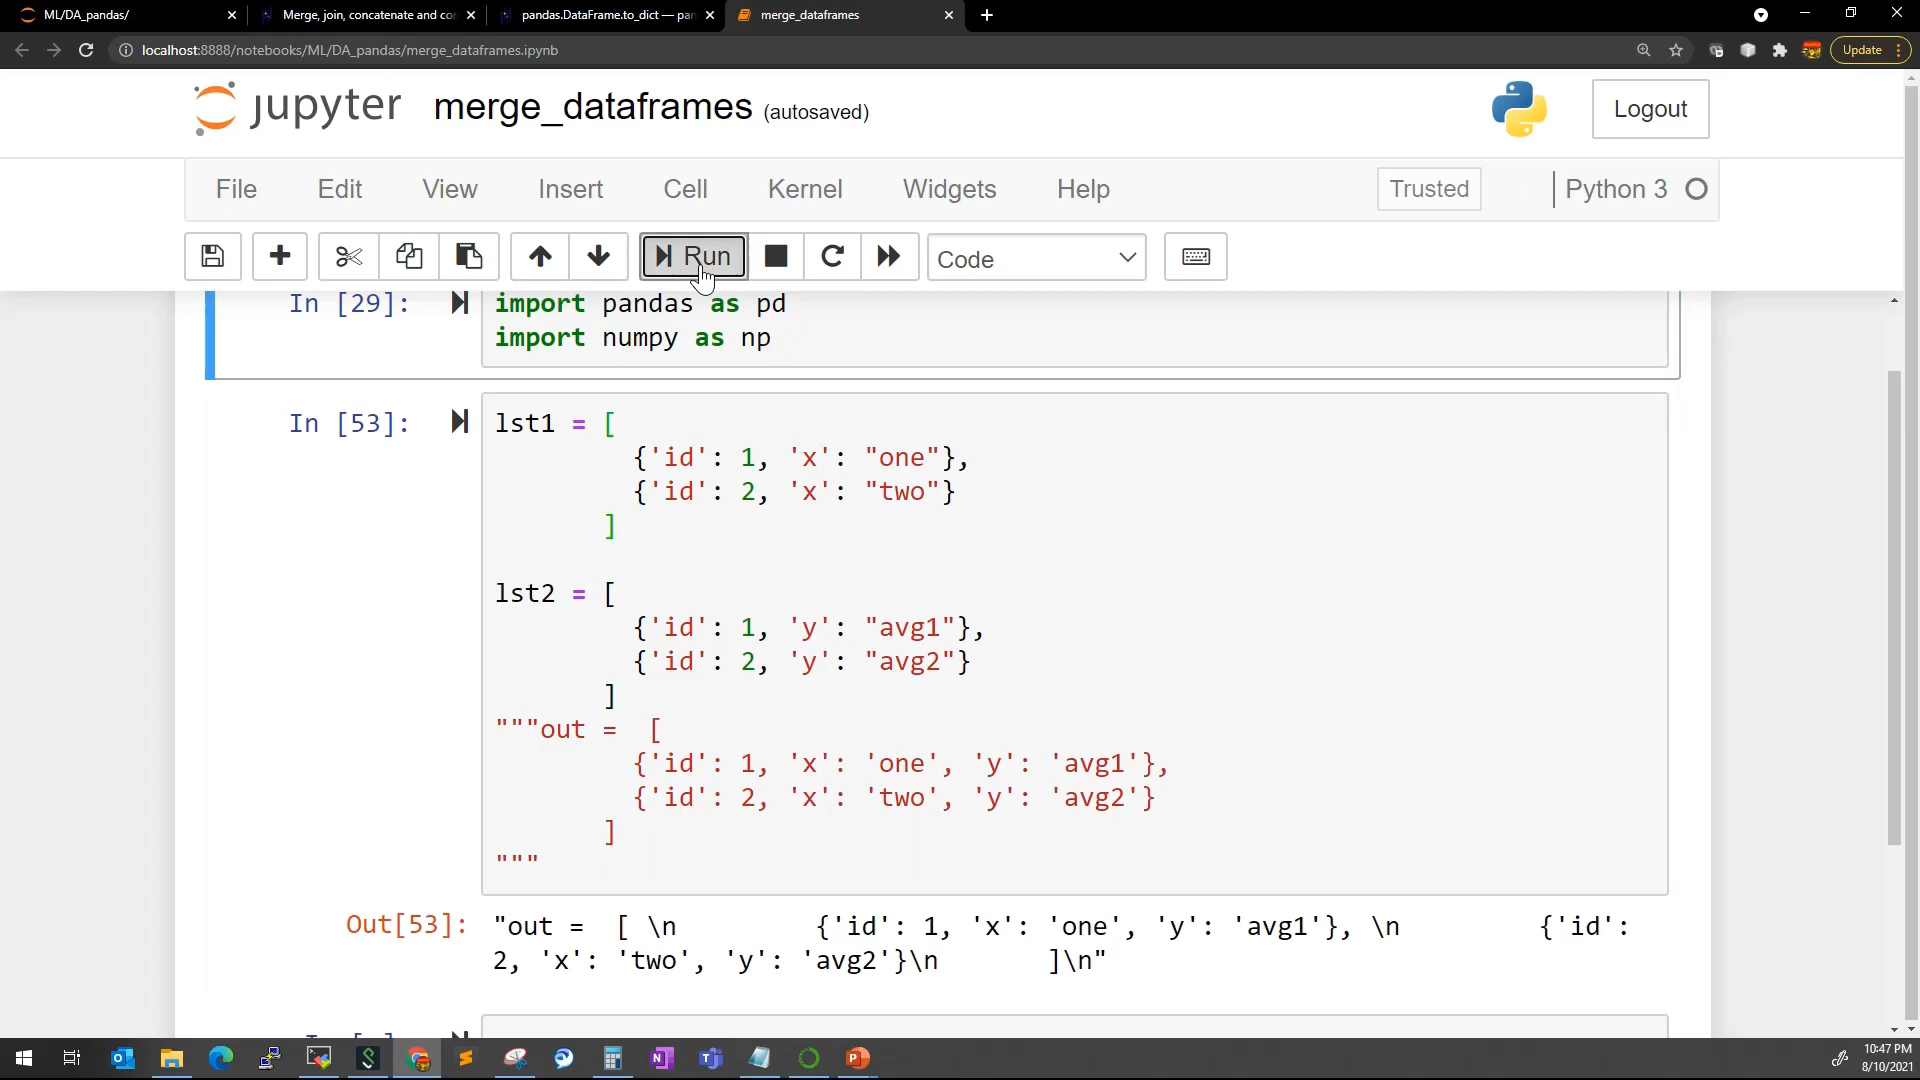 ML/DA_pandas/
Merge, join, concatenate and co
pandas.DataFrame.to_dict — pan
merge_dataframes
localhost:8888/notebooks/ML/DA_pandas/merge_dataframes.ipynb
Update
jupyter merge_dataframes (autosaved)
Logout
File Edit View Insert Cell Kernel Widgets Help
Trusted
Python 3
Run
Code
In [29]: import pandas as pd
import numpy as np
In [53]: lst1 = [
{'id': 1, 'x': "one"},
{'id': 2, 'x': "two"}
]
lst2 = [
{'id': 1, 'y': "avg1"},
{'id': 2, 'y': "avg2"}
]
"""out =  [
{'id': 1, 'x': 'one', 'y': 'avg1'},
{'id': 2, 'x': 'two', 'y': 'avg2'}
]
"""
Out[53]: "out =  [ \n         {'id': 1, 'x': 'one', 'y': 'avg1'}, \n         {'id':
2, 'x': 'two', 'y': 'avg2'}\n       ]\n"
10:47 PM
8/10/2021